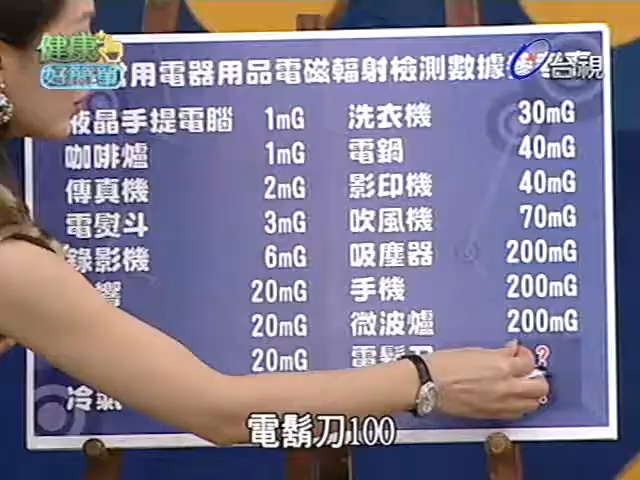 健康
好簡單
台視
用電器用品電磁輻射檢測數據
液晶手提電腦 1mG
咖啡爐 1mG
傳真機 2mG
電熨斗 3mG
錄影機 6mG
響 20mG
20mG
20mG
冷氣
洗衣機 30mG
電鍋 40mG
影印機 40mG
吹風機 70mG
吸塵器 200mG
手機 200mG
微波爐 200mG
電鬍刀 ?
電鬍刀100